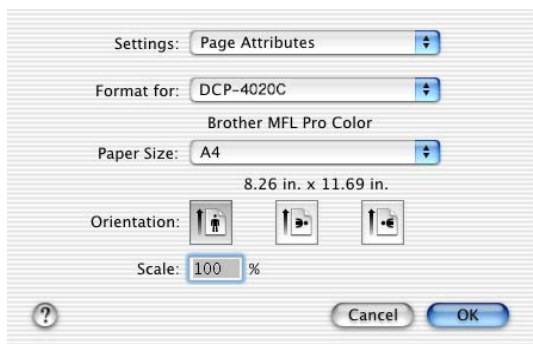 Settings: Page Attributes
Format for: DCP-4020C
Brother MFL Pro Color
Paper Size: A4
8.26 in. x 11.69 in.
Orientation:
Scale: 100 %
? Cancel OK